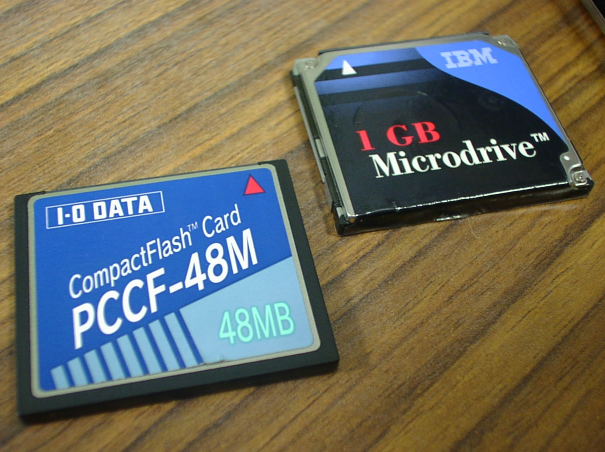 I-O DATA
CompactFlash™ Card
PCCF-48M
48MB
IBM
1 GB
Microdrive™